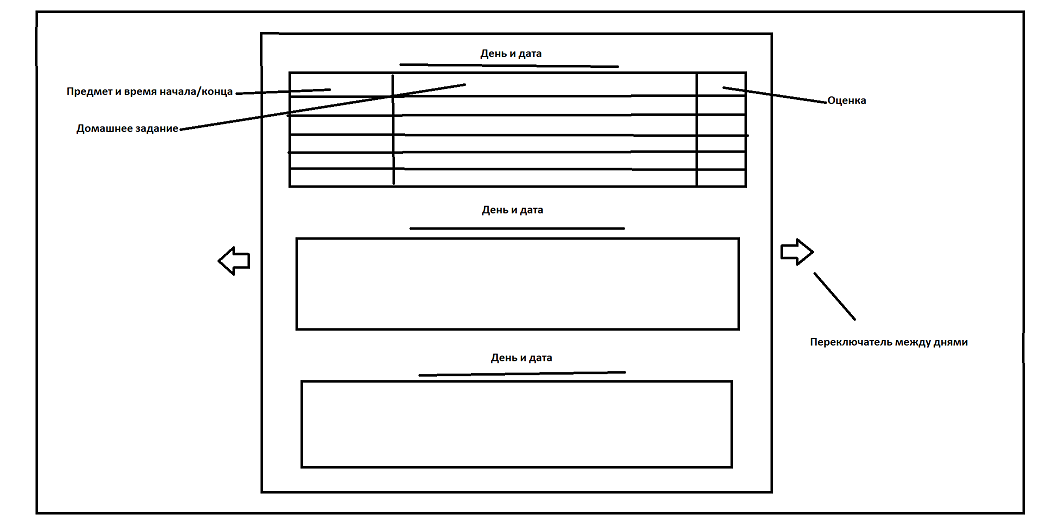 День и дата
Предмет и время начала/конца
Оценка
Домашнее задание
День и дата
Переключатель между днями
День и дата